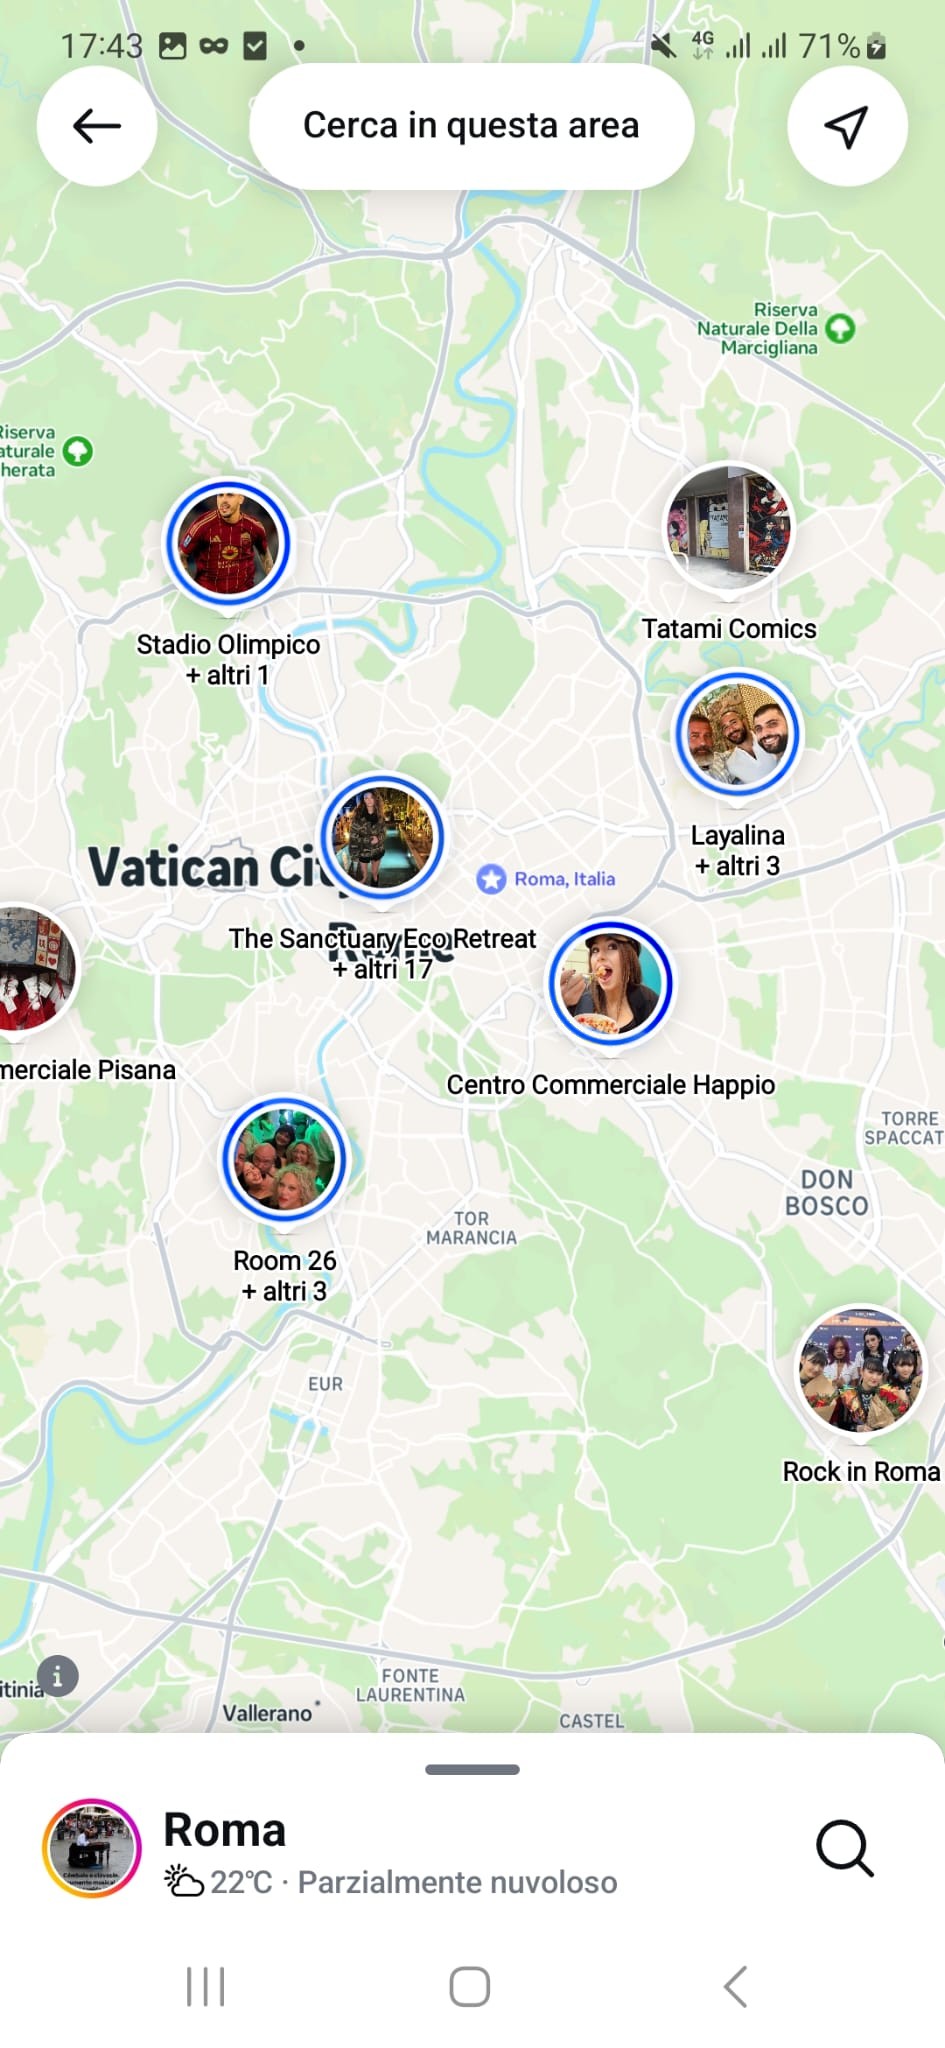 17:43
4G
71%
Cerca in questa area
Riserva
Naturale Della
Marcigliana
Riserva
aturale
herata
Stadio Olimpico
+ altri 1
Tatami Comics
Layalina
+ altri 3
Vatican Cit
Roma, Italia
The Sanctuary Eco Retreat
+ altri 17
Rome
merciale Pisana
Centro Commerciale Happio
TORRE
SPACCAT
DON
BOSCO
TOR
MARANCIA
Room 26
+ altri 3
EUR
Rock in Roma
itinia
FONTE
LAURENTINA
Vallerano
CASTEL
Roma
22°C · Parzialmente nuvoloso